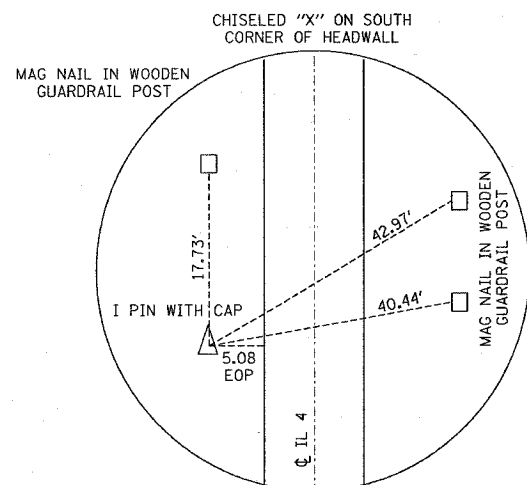 CHISELED "X" ON SOUTH
CORNER OF HEADWALL
MAG NAIL IN WOODEN
GUARDRAIL POST
17.73'
42.97'
40.44'
MAG NAIL IN WOODEN
GUARDRAIL POST
I PIN WITH CAP
5.08
EOP
℄ IL 4